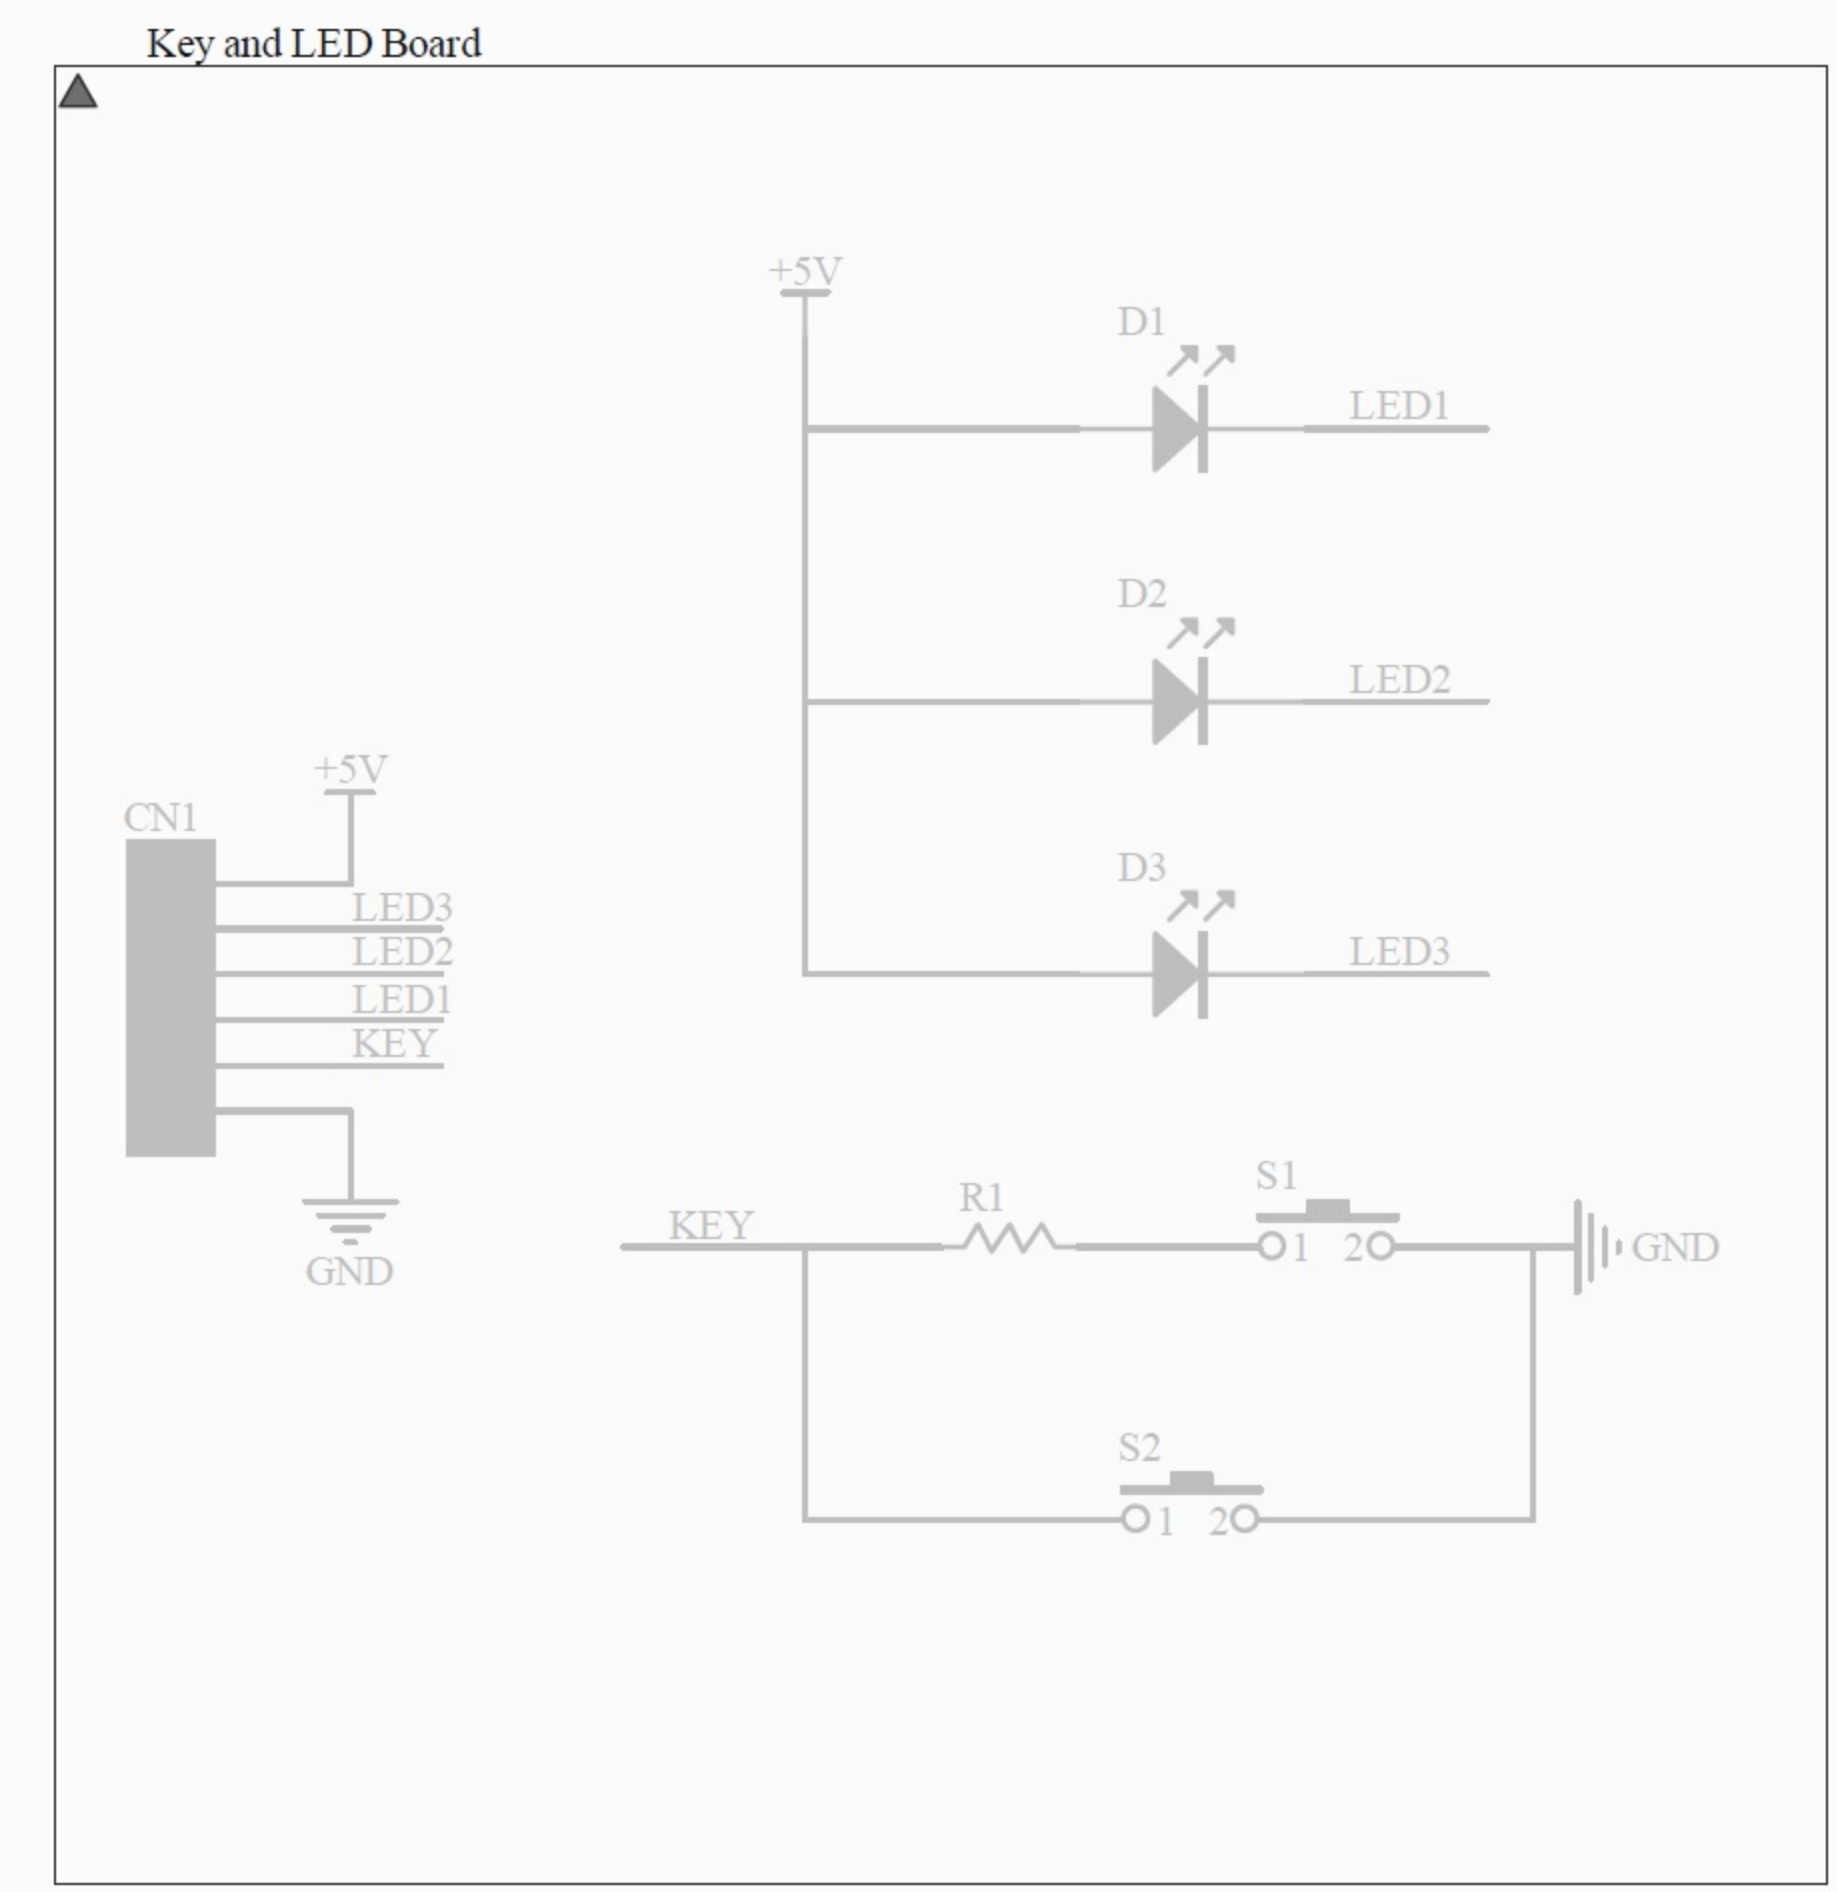 Key and LED Board
+5V
D1
LED1
D2
LED2
+5V
CN1
D3
LED3
LED3
LED2
LED1
KEY
GND
KEY
R1
S1
1 2
GND
S2
1 2